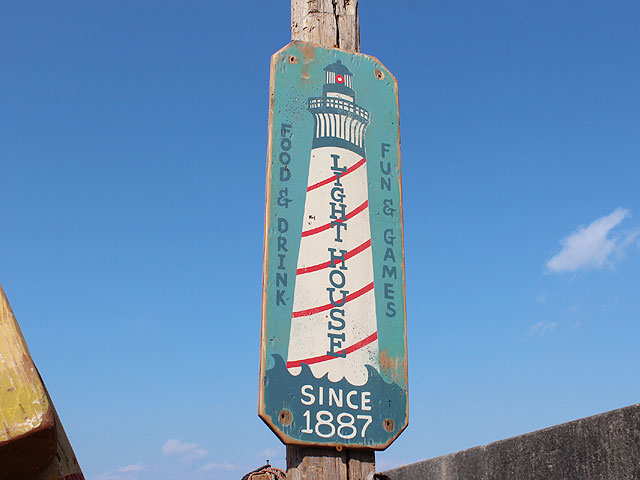 FOOD & DRINK
LIGHT HOUSE
FUN & GAMES
SINCE
1887